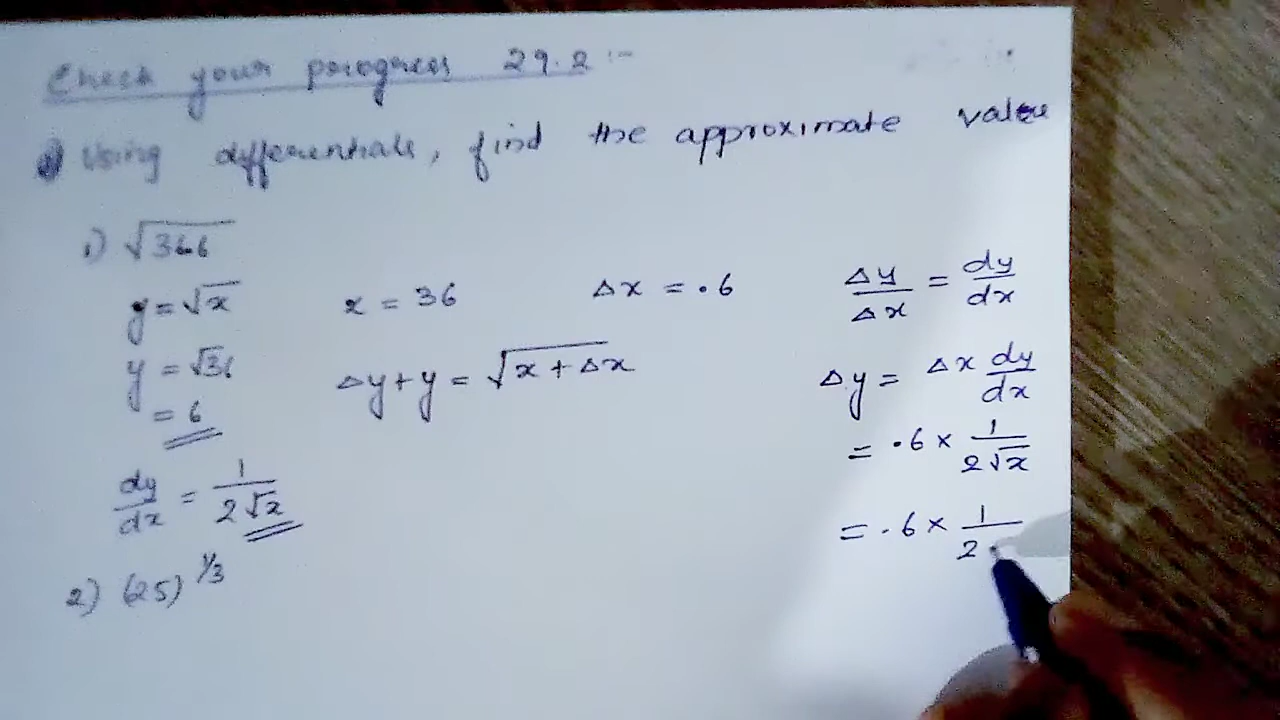 Check your progress 29.2 :-
Using differentials, find the approximate value
1) √36.6
y = √x x = 36 Δx = .6 Δy/Δx = dy/dx
y = √36 Δy + y = √x + Δx Δy = Δx dy/dx
= 6 = .6 × 1/2√x
dy/dx = 1/2√x = .6 × 1/2
2) (25)^1/3